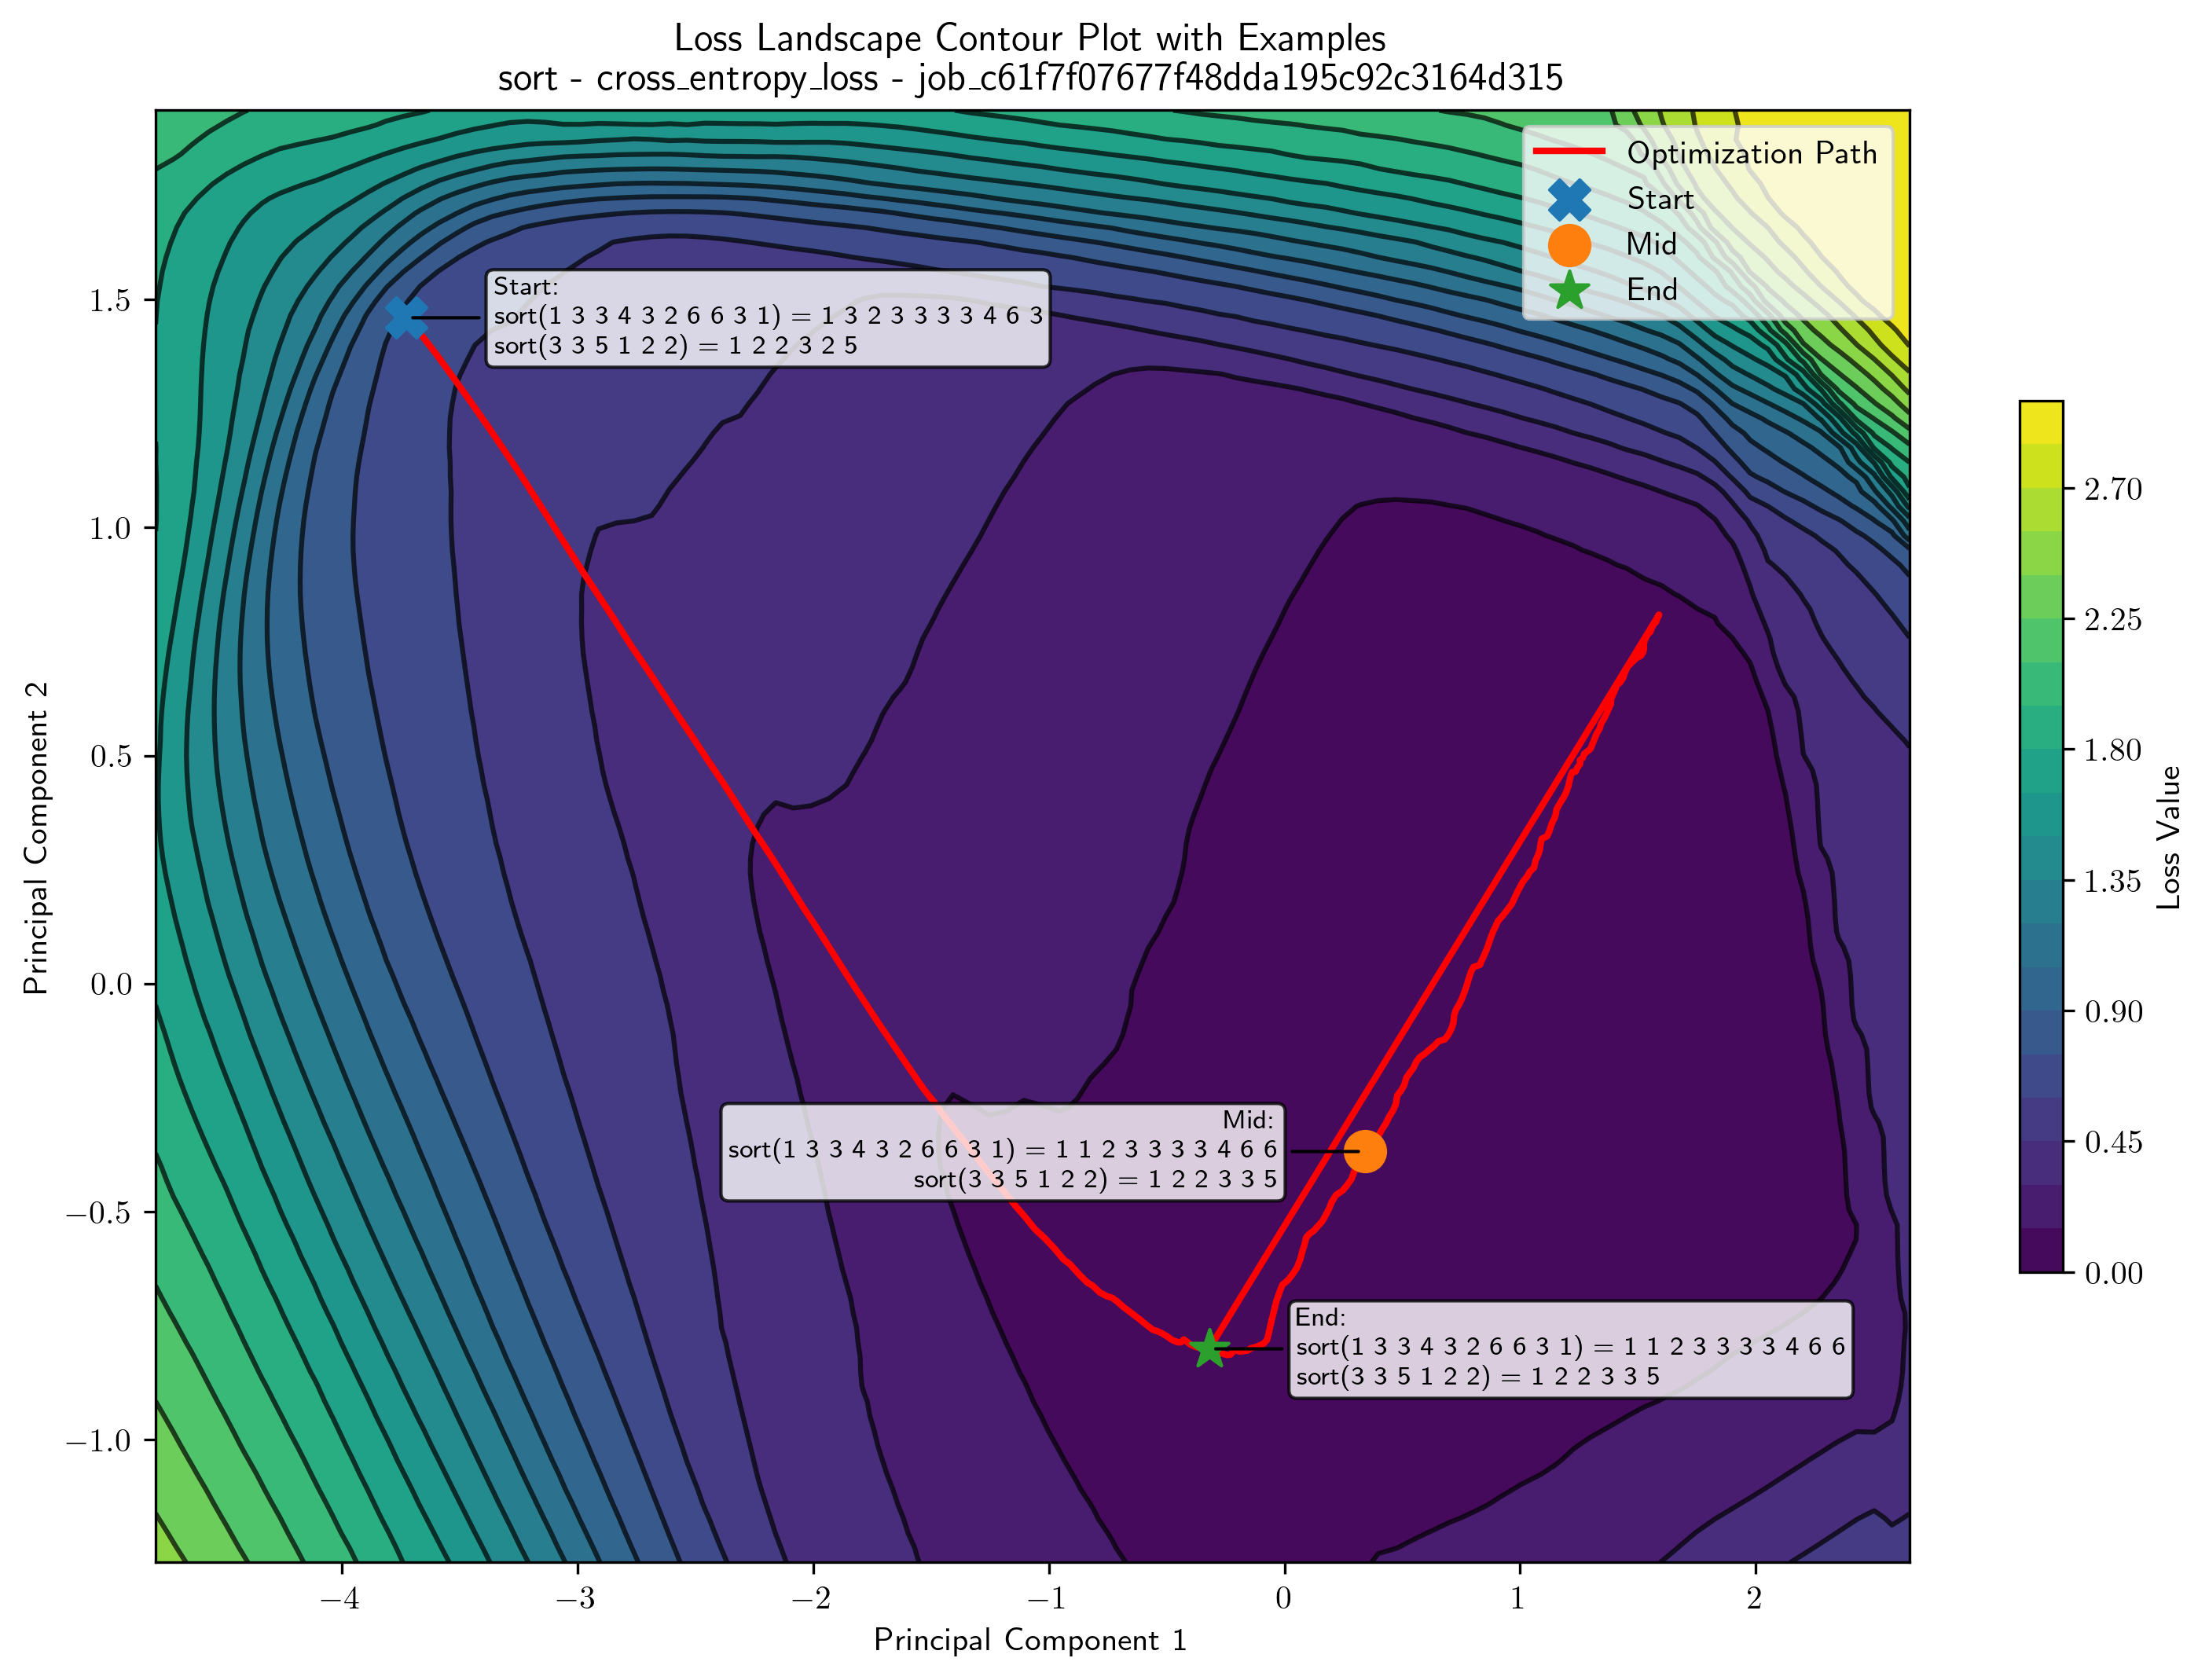 Loss Landscape Contour Plot with Examples
sort - cross_entropy_loss - job_c61f7f07677f48dda195c92c3164d315
Optimization Path
Start
Mid
End
Start:
sort(1 3 3 4 3 2 6 6 3 1) = 1 3 2 3 3 3 3 4 6 3
sort(3 3 5 1 2 2) = 1 2 2 3 2 5
Mid:
sort(1 3 3 4 3 2 6 6 3 1) = 1 1 2 3 3 3 3 4 6 6
sort(3 3 5 1 2 2) = 1 2 2 3 3 5
End:
sort(1 3 3 4 3 2 6 6 3 1) = 1 1 2 3 3 3 3 4 6 6
sort(3 3 5 1 2 2) = 1 2 2 3 3 5
1.5
1.0
0.5
0.0
−0.5
−1.0
Principal Component 2
−4
−3
−2
−1
0
1
2
Principal Component 1
2.70
2.25
1.80
1.35
0.90
0.45
0.00
Loss Value